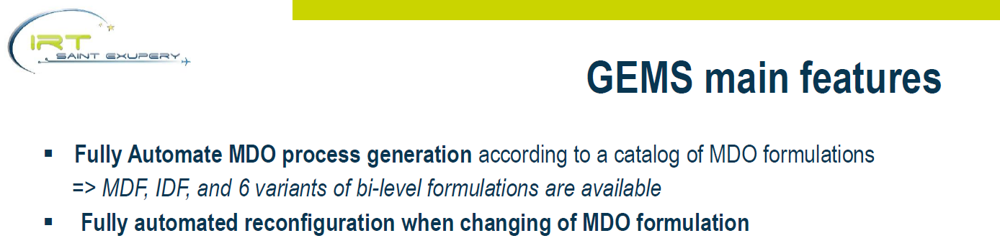 IRT
SAINT EXUPERY
GEMS main features
▪ Fully Automate MDO process generation according to a catalog of MDO formulations
=> MDF, IDF, and 6 variants of bi-level formulations are available
▪ Fully automated reconfiguration when changing of MDO formulation